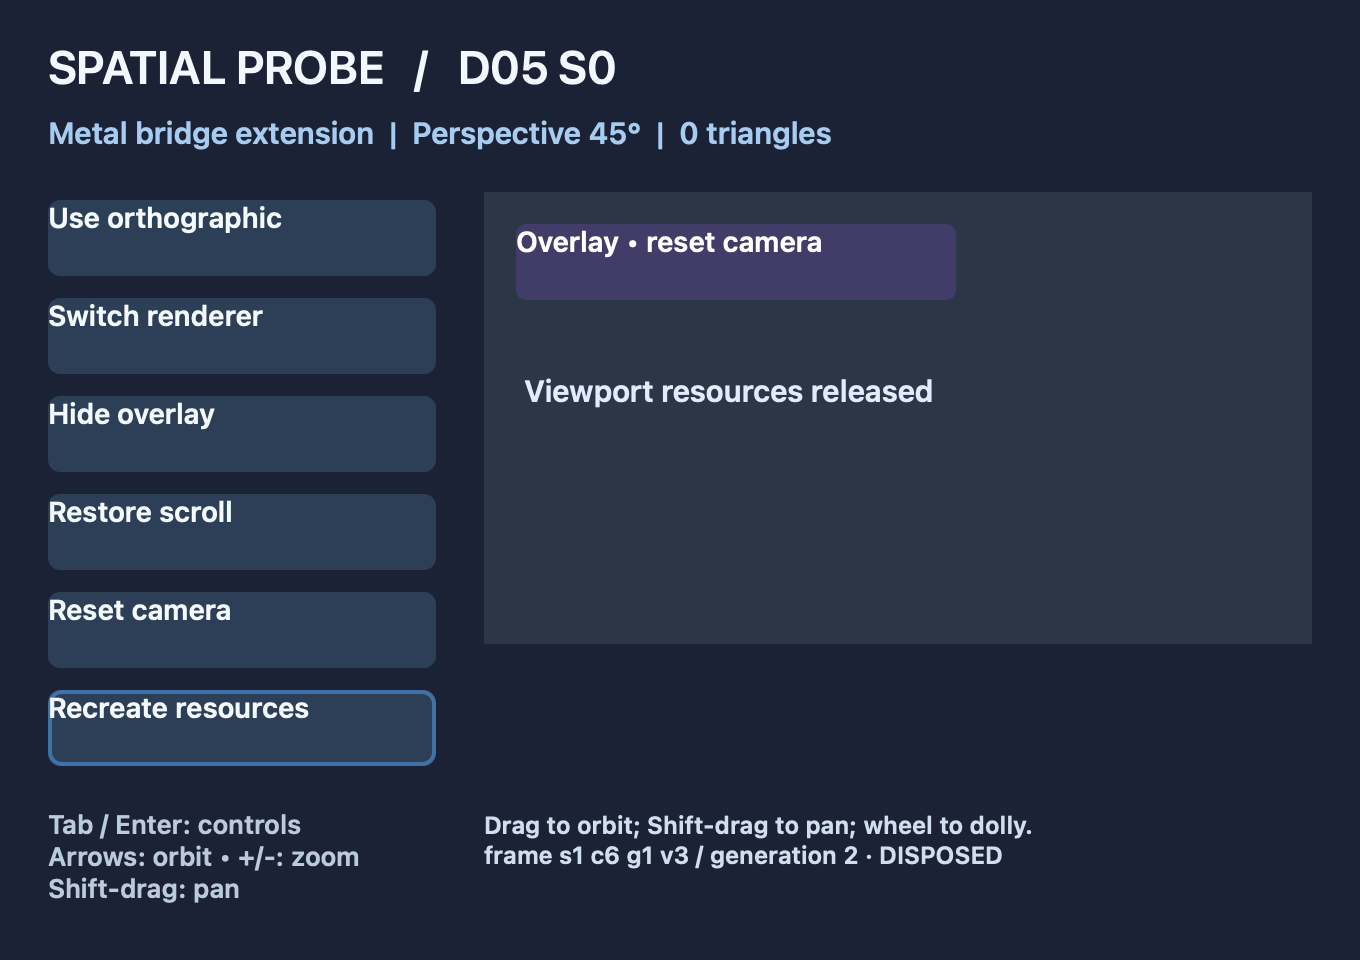 SPATIAL PROBE / D05 S0
Metal bridge extension | Perspective 45° | 0 triangles
Use orthographic
Switch renderer
Hide overlay
Restore scroll
Reset camera
Recreate resources
Overlay • reset camera
Viewport resources released
Tab / Enter: controls
Arrows: orbit • +/-: zoom
Shift-drag: pan
Drag to orbit; Shift-drag to pan; wheel to dolly.
frame s1 c6 g1 v3 / generation 2 · DISPOSED